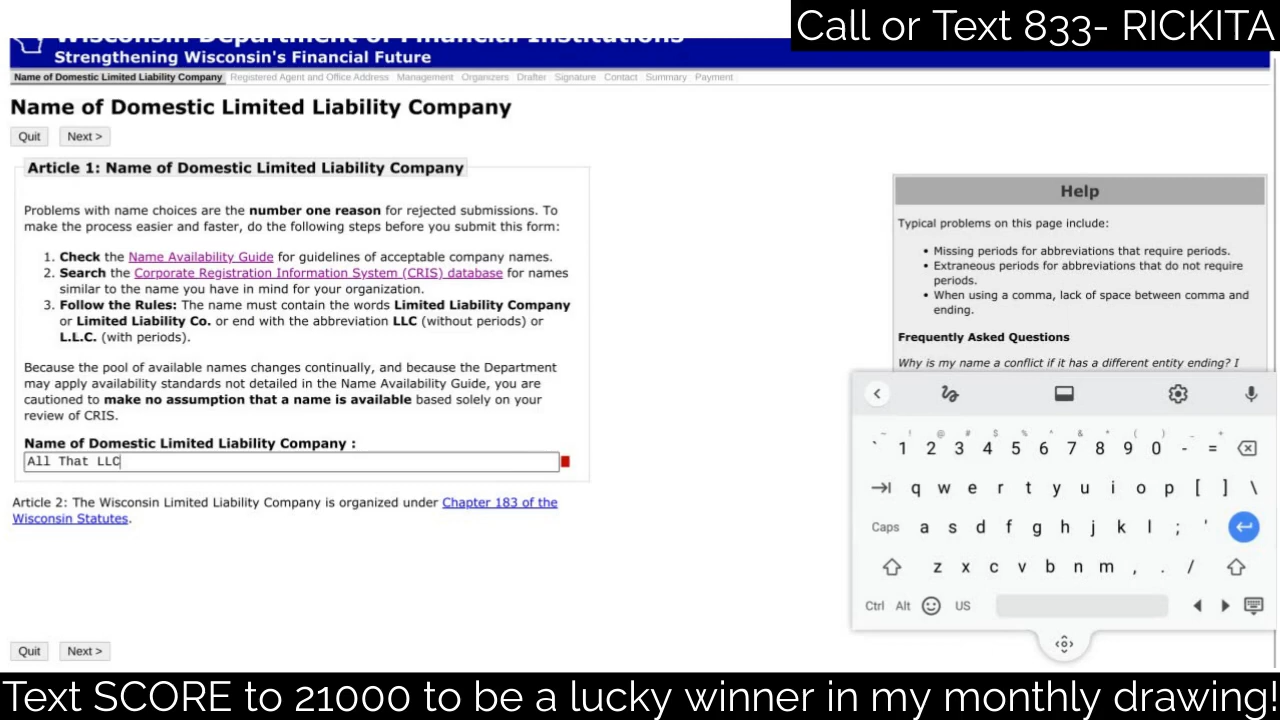 Call or Text 833- RICKITA
Wisconsin Department of Financial Institutions
Strengthening Wisconsin's Financial Future
Name of Domestic Limited Liability Company Registered Agent and Office Address Management Organizers Drafter Signature Contact Summary Payment
Name of Domestic Limited Liability Company
Quit Next >
Article 1: Name of Domestic Limited Liability Company
Problems with name choices are the number one reason for rejected submissions. To
make the process easier and faster, do the following steps before you submit this form:
1. Check the Name Availability Guide for guidelines of acceptable company names.
2. Search the Corporate Registration Information System (CRIS) database for names
similar to the name you have in mind for your organization.
3. Follow the Rules: The name must contain the words Limited Liability Company
or Limited Liability Co. or end with the abbreviation LLC (without periods) or
L.L.C. (with periods).
Because the pool of available names changes continually, and because the Department
may apply availability standards not detailed in the Name Availability Guide, you are
cautioned to make no assumption that a name is available based solely on your
review of CRIS.
Name of Domestic Limited Liability Company :
All That LLC
Article 2: The Wisconsin Limited Liability Company is organized under Chapter 183 of the
Wisconsin Statutes.
Quit Next >
Help
Typical problems on this page include:
• Missing periods for abbreviations that require periods.
• Extraneous periods for abbreviations that do not require
periods.
• When using a comma, lack of space between comma and
ending.
Frequently Asked Questions
Why is my name a conflict if it has a different entity ending? I
~ ! @ # $ % ^ & * ( ) _ +
` 1 2 3 4 5 6 7 8 9 0 - =
q w e r t y u i o p [ ] \
Caps a s d f g h j k l ; '
z x c v b n m , . /
Ctrl Alt US
Text SCORE to 21000 to be a lucky winner in my monthly drawing!